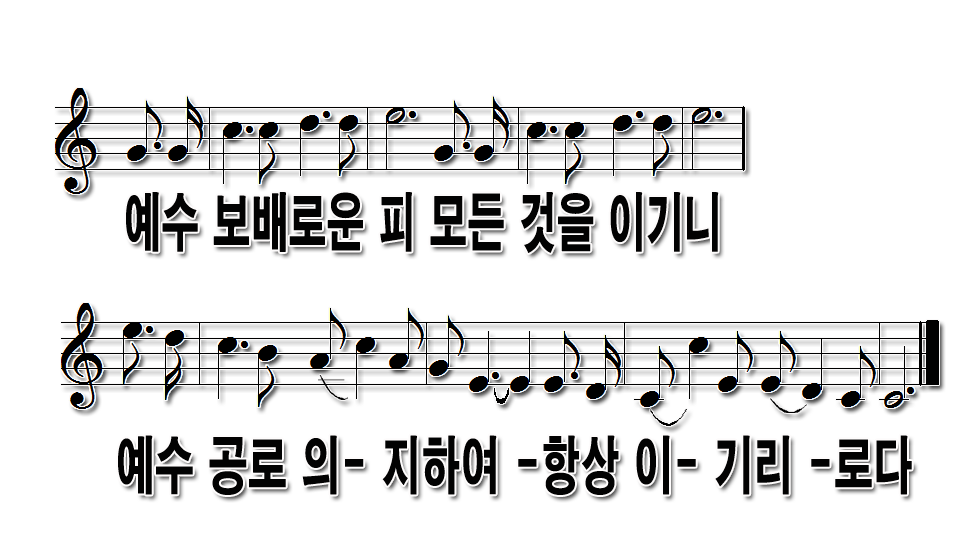 예수 보배로운 피 모든 것을 이기니
예수 공로 의- 지하여 -항상 이- 기리 -로다